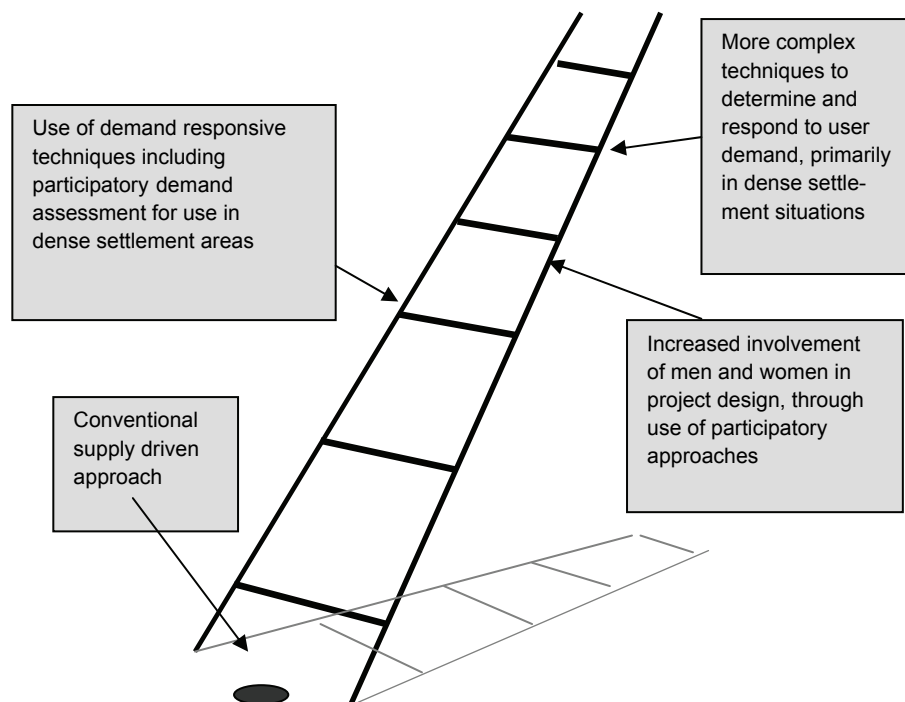 More complex
techniques to
determine and
respond to user
demand, primarily
in dense settle-
ment situations
Use of demand responsive
techniques including
participatory demand
assessment for use in
dense settlement areas
Increased involvement
of men and women in
project design, through
use of participatory
approaches
Conventional
supply driven
approach